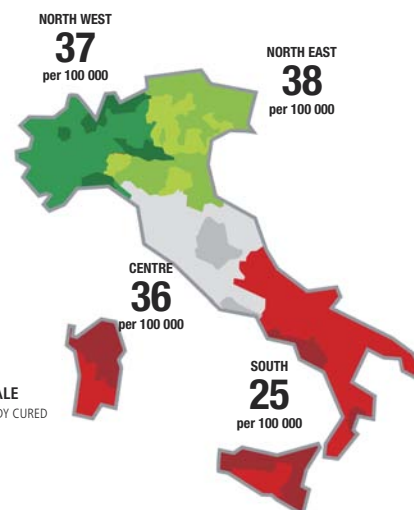 NORTH WEST
37
per 100 000
NORTH EAST
38
per 100 000
CENTRE
36
per 100 000
SOUTH
25
per 100 000